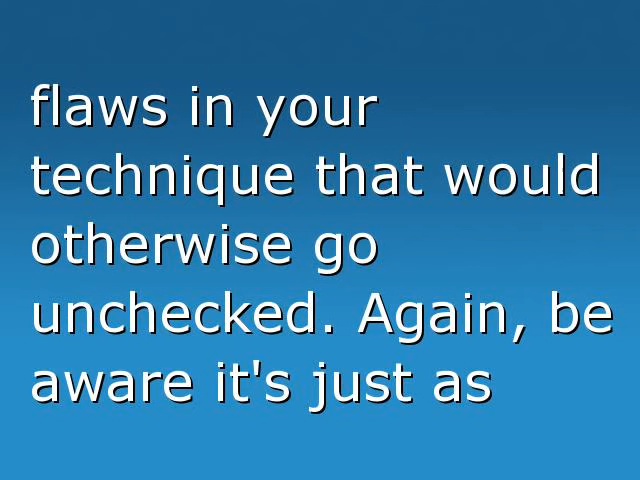 flaws in your
technique that would
otherwise go
unchecked. Again, be
aware it's just as